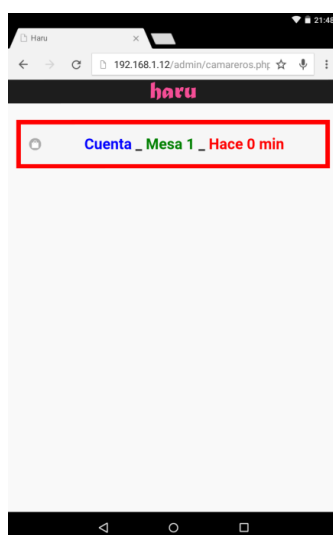 21:48
Haru
192.168.1.12/admin/camareros.php
haru
Cuenta _ Mesa 1 _ Hace 0 min